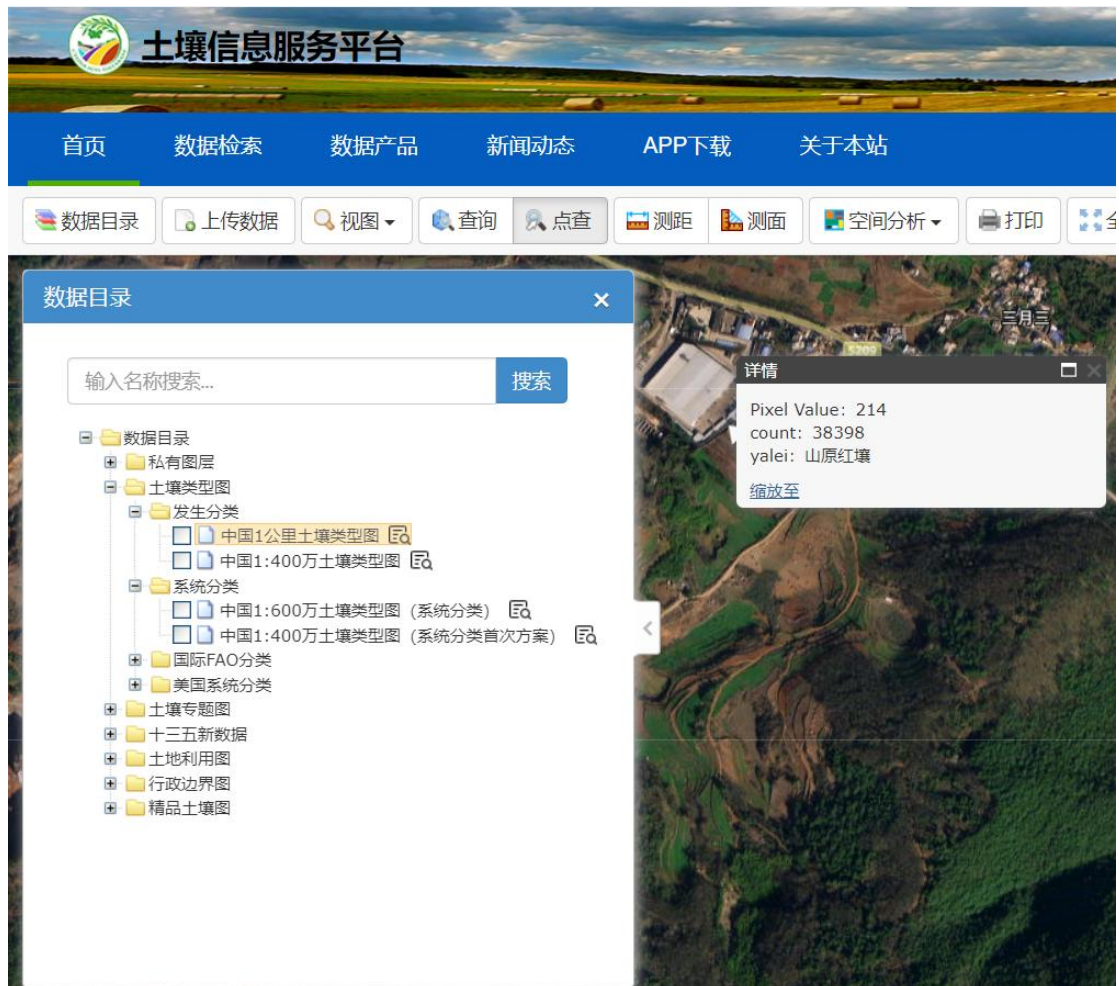 土壤信息服务平台
首页 数据检索 数据产品 新闻动态 APP下载 关于本站
数据目录 上传数据 视图 查询 点查 测距 测面 空间分析 打印 全
数据目录
三月三
S209
详情
Pixel Value: 214
count: 38398
yalei: 山原红壤
缩放至
输入名称搜索... 搜索
数据目录
私有图层
土壤类型图
发生分类
中国1公里土壤类型图
中国1:400万土壤类型图
系统分类
中国1:600万土壤类型图 (系统分类)
中国1:400万土壤类型图 (系统分类首次方案)
国际FAO分类
美国系统分类
土壤专题图
十三五新数据
土地利用图
行政边界图
精品土壤图